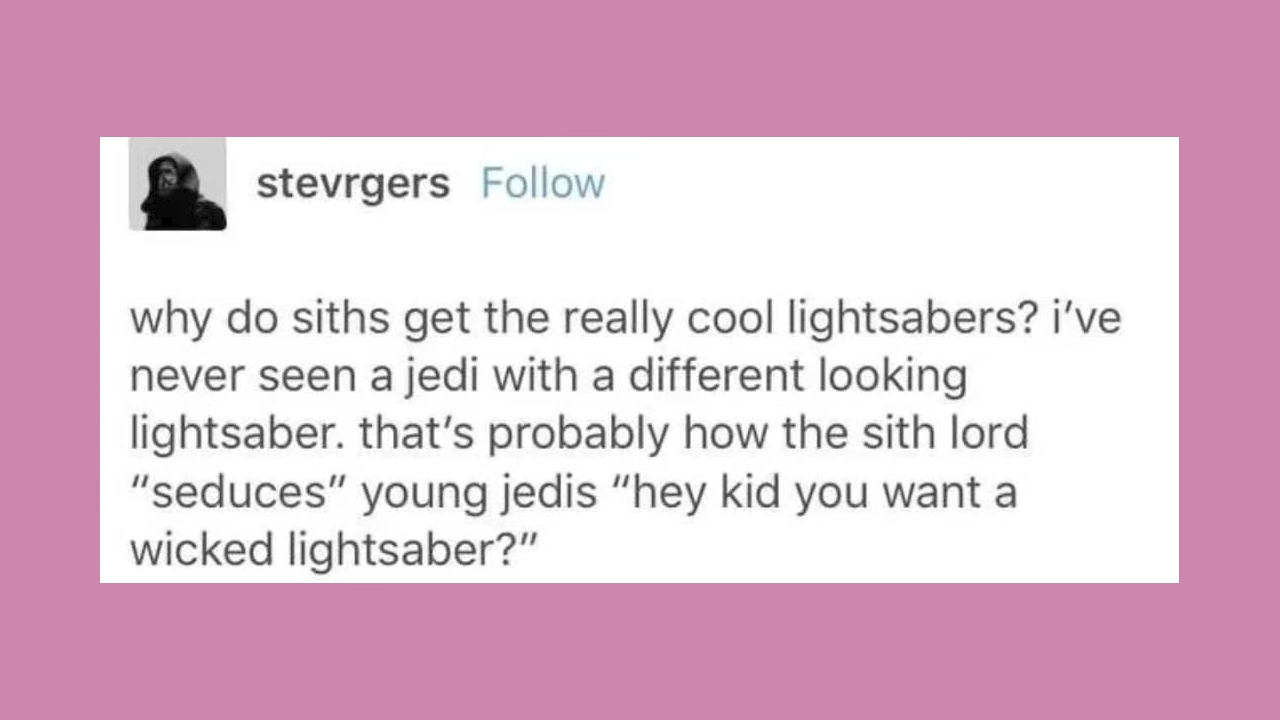 stevrgers Follow
why do siths get the really cool lightsabers? i’ve
never seen a jedi with a different looking
lightsaber. that’s probably how the sith lord
“seduces” young jedis “hey kid you want a
wicked lightsaber?”